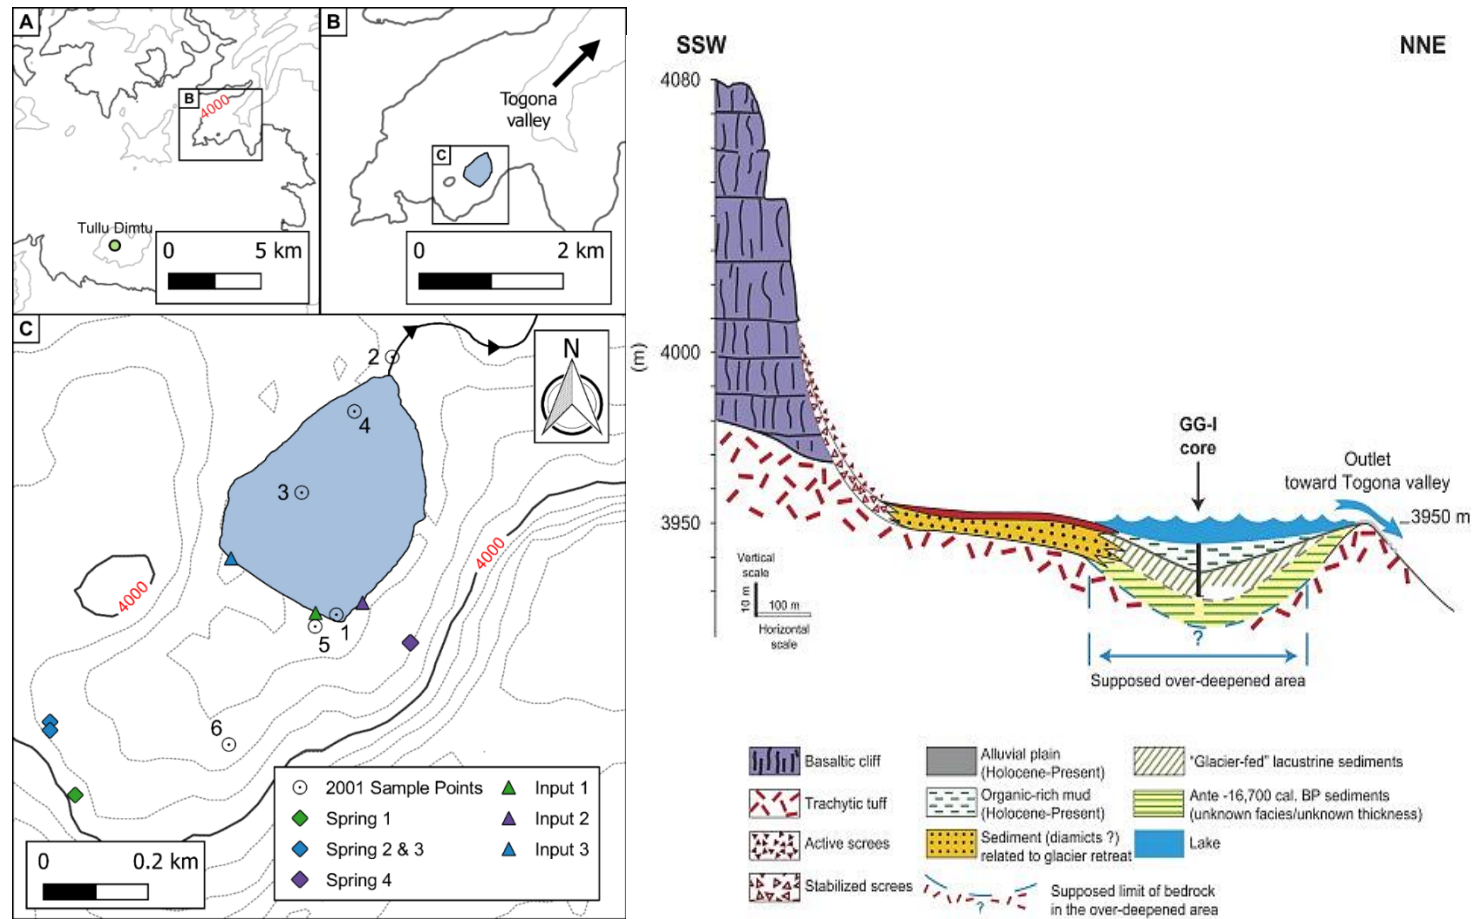 A
B
4000
Tullu Dimtu
0 5 km
B
Togona
valley
C
0 2 km
C
N
2
4
3
4000
4000
5
1
6
2001 Sample Points
Spring 1
Spring 2 & 3
Spring 4
Input 1
Input 2
Input 3
0 0.2 km
SSW
NNE
4080
4000
(m)
3950
GG-I
core
Outlet
toward Togona valley
3950 m
Vertical
scale
10 m
100 m
Horizontal
scale
?
Supposed over-deepened area
Basaltic cliff
Trachytic tuff
Active screes
Stabilized screes
Alluvial plain
(Holocene-Present)
Organic-rich mud
(Holocene-Present)
Sediment (diamicts ?)
related to glacier retreat
?
Supposed limit of bedrock
in the over-deepened area
"Glacier-fed" lacustrine sediments
Ante -16,700 cal. BP sediments
(unknown facies/unknown thickness)
Lake